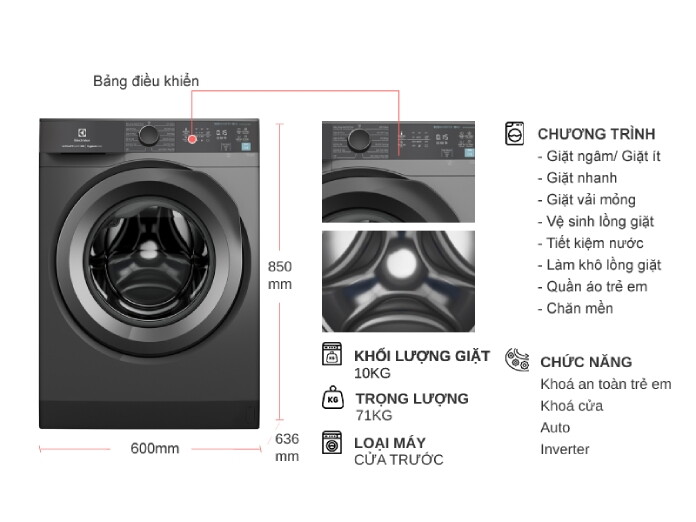 Bảng điều khiển
Electrolux
850
mm
600mm
636
mm
KHỐI LƯỢNG GIẶT
10KG
KG
TRỌNG LƯỢNG
71KG
LOẠI MÁY
CỬA TRƯỚC
CHƯƠNG TRÌNH
- Giặt ngâm/ Giặt ít
- Giặt nhanh
- Giặt vải mỏng
- Vệ sinh lồng giặt
- Tiết kiệm nước
- Làm khô lồng giặt
- Quần áo trẻ em
- Chăn mền
CHỨC NĂNG
Khoá an toàn trẻ em
Khoá cửa
Auto
Inverter